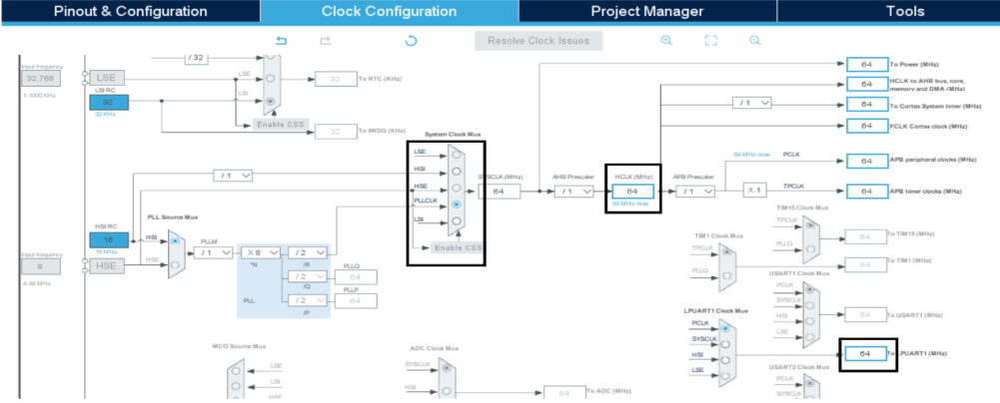 Pinout & Configuration Clock Configuration Project Manager Tools
Resolve Clock Issues
/ 32
Input frequency
32.768
1-1000 KHz
LSE
LSI RC
32
32 KHz
LSE
LSI
Enable CSS
32 To RTC (KHz)
32 To IWDG (KHz)
System Clock Mux
LSE
HSI
HSE
PLLCLK
LSI
Enable CSS
/ 1
SYSCLK (MHz)
64
AHB Prescaler
/ 1
HCLK (MHz)
64
64 MHz max
APB Prescaler
/ 1
/ 1
64 MHz max PCLK
X 1
TPCLK
64 To Power (MHz)
64 HCLK to AHB bus, core,
memory and DMA (MHz)
64 To Cortex System timer (MHz)
64 FCLK Cortex clock (MHz)
64 APB peripheral clocks (MHz)
64 APB timer clocks (MHz)
HSI RC
16
16 MHz
Input frequency
8
4-48 MHz
HSE
PLL Source Mux
HSI
HSE
PLLM
/ 1
X 8
*N
/ 2
/R
/ 2
/Q
/ 2
/P
PLL
PLLQ
64
PLLP
64
TIM15 Clock Mux
TPCLK
PLLQ
64 To TIM15 (MHz)
TIM1 Clock Mux
TPCLK
PLLQ
64 To TIM1 (MHz)
USART1 Clock Mux
PCLK
SYSCLK
HSI
LSE
64 To USART1 (MHz)
LPUART1 Clock Mux
PCLK
SYSCLK
HSI
LSE
64 To LPUART1 (MHz)
USART2 Clock Mux
PCLK
SYSCLK
MCO Source Mux
LSE
LSI
HSE
ADC Clock Mux
SYSCLK
HSI
64 To ADC (MHz)